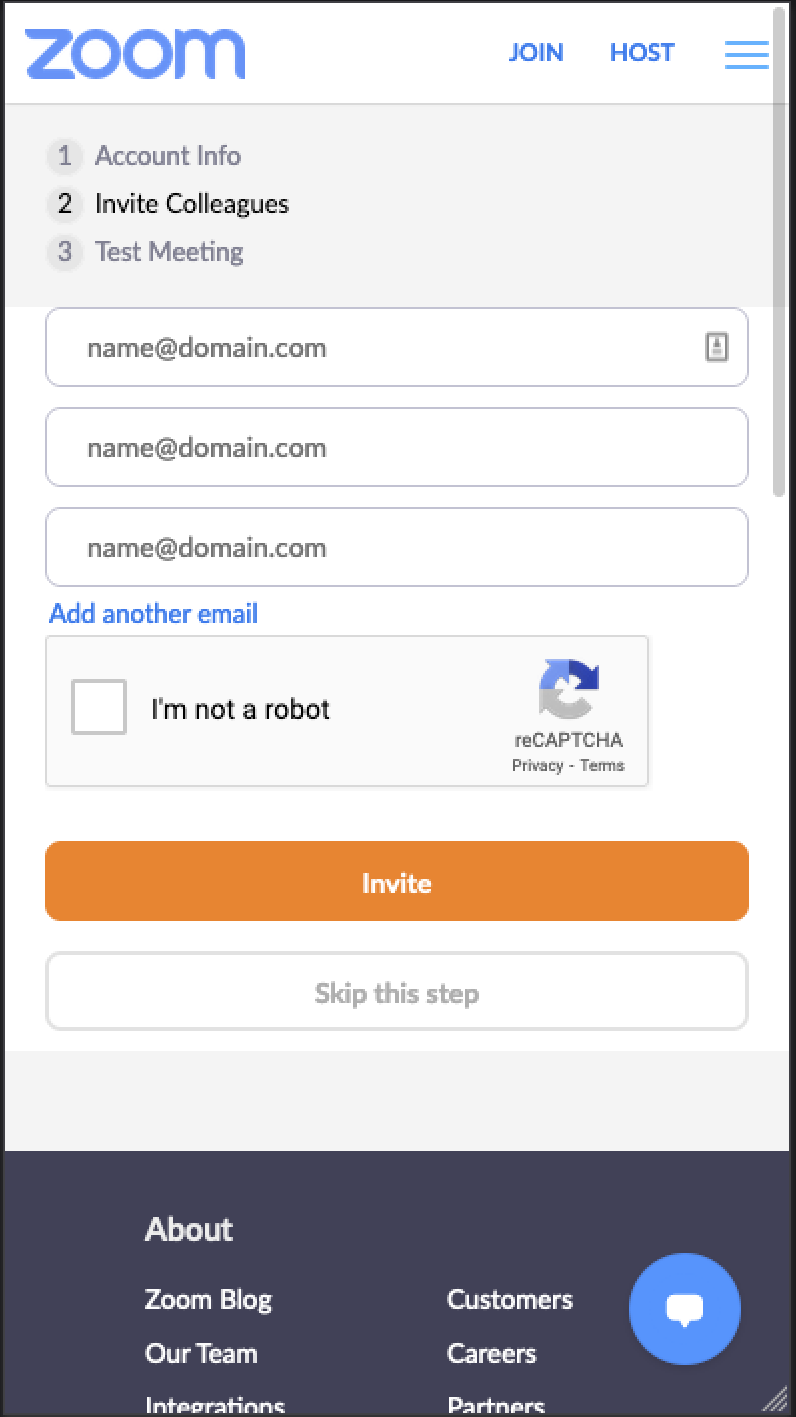 zoom
JOIN HOST
1 Account Info
2 Invite Colleagues
3 Test Meeting
name@domain.com
name@domain.com
name@domain.com
Add another email
I'm not a robot
reCAPTCHA
Privacy - Terms
Invite
Skip this step
About
Zoom Blog Customers
Our Team Careers
Integrations Partners